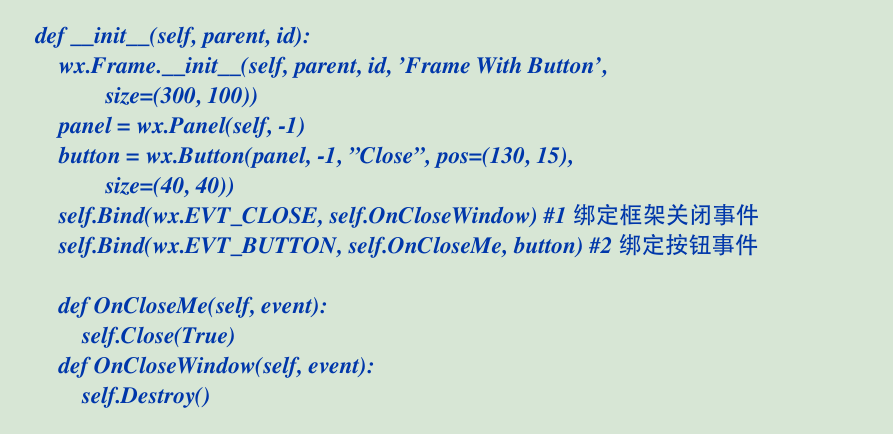 def __init__(self, parent, id):
wx.Frame.__init__(self, parent, id, ’Frame With Button’,
size=(300, 100))
panel = wx.Panel(self, -1)
button = wx.Button(panel, -1, ”Close”, pos=(130, 15),
size=(40, 40))
self.Bind(wx.EVT_CLOSE, self.OnCloseWindow) #1 绑定框架关闭事件
self.Bind(wx.EVT_BUTTON, self.OnCloseMe, button) #2 绑定按钮事件
def OnCloseMe(self, event):
self.Close(True)
def OnCloseWindow(self, event):
self.Destroy()